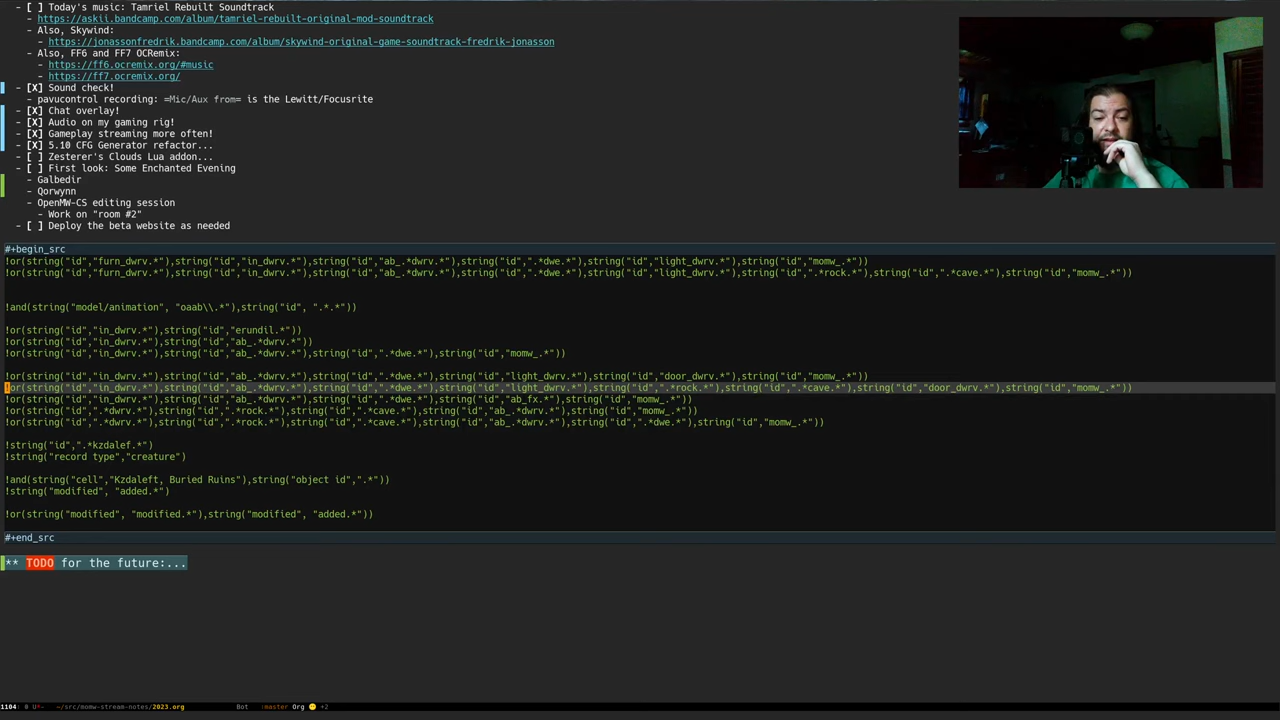 - [ ] Today's music: Tamriel Rebuilt Soundtrack
- https://askii.bandcamp.com/album/tamriel-rebuilt-original-mod-soundtrack
- Also, Skywind:
- https://jonassonfredrik.bandcamp.com/album/skywind-original-game-soundtrack-fredrik-jonasson
- Also, FF6 and FF7 OCRemix:
- https://ff6.ocremix.org/#music
- https://ff7.ocremix.org/
- [X] Sound check!
- pavucontrol recording: =Mic/Aux from= is the Lewitt/Focusrite
- [X] Chat overlay!
- [X] Audio on my gaming rig!
- [X] Gameplay streaming more often!
- [X] 5.10 CFG Generator refactor...
- [ ] Zesterer's Clouds Lua addon...
- [ ] First look: Some Enchanted Evening
- Galbedir
- Qorwynn
- OpenMW-CS editing session
- Work on "room #2"
- [ ] Deploy the beta website as needed
#+begin_src
!or(string("id","furn_dwrv.*"),string("id","in_dwrv.*"),string("id","ab_.*dwrv.*"),string("id",".*dwe.*"),string("id","light_dwrv.*"),string("id","momw_.*"))
!or(string("id","furn_dwrv.*"),string("id","in_dwrv.*"),string("id","ab_.*dwrv.*"),string("id",".*dwe.*"),string("id","light_dwrv.*"),string("id",".*rock.*"),string("id",".*cave.*"),string("id","momw_.*"))
!and(string("model/animation", "oaab\\.*"),string("id", ".*.*"))
!or(string("id","in_dwrv.*"),string("id","erundil.*"))
!or(string("id","in_dwrv.*"),string("id","ab_.*dwrv.*"))
!or(string("id","in_dwrv.*"),string("id","ab_.*dwrv.*"),string("id",".*dwe.*"),string("id","momw_.*"))
!or(string("id","in_dwrv.*"),string("id","ab_.*dwrv.*"),string("id",".*dwe.*"),string("id","light_dwrv.*"),string("id","door_dwrv.*"),string("id","momw_.*"))
!or(string("id","in_dwrv.*"),string("id","ab_.*dwrv.*"),string("id",".*dwe.*"),string("id","light_dwrv.*"),string("id",".*rock.*"),string("id",".*cave.*"),string("id","door_dwrv.*"),string("id","momw_.*"))
!or(string("id","in_dwrv.*"),string("id","ab_.*dwrv.*"),string("id",".*dwe.*"),string("id","ab_fx.*"),string("id","momw_.*"))
!or(string("id",".*dwrv.*"),string("id",".*rock.*"),string("id",".*cave.*"),string("id","ab_.*dwrv.*"),string("id","momw_.*"))
!or(string("id",".*dwrv.*"),string("id",".*rock.*"),string("id",".*cave.*"),string("id","ab_.*dwrv.*"),string("id",".*dwe.*"),string("id","momw_.*"))
!string("id",".*kzdalef.*")
!string("record type","creature")
!and(string("cell","Kzdaleft, Buried Ruins"),string("object id",".*"))
!string("modified", "added.*")
!or(string("modified", "modified.*"),string("modified", "added.*"))
#+end_src
** TODO for the future:...
1104: 0 U*- ~/src/momw-stream-notes/2023.org Bot :master Org +2